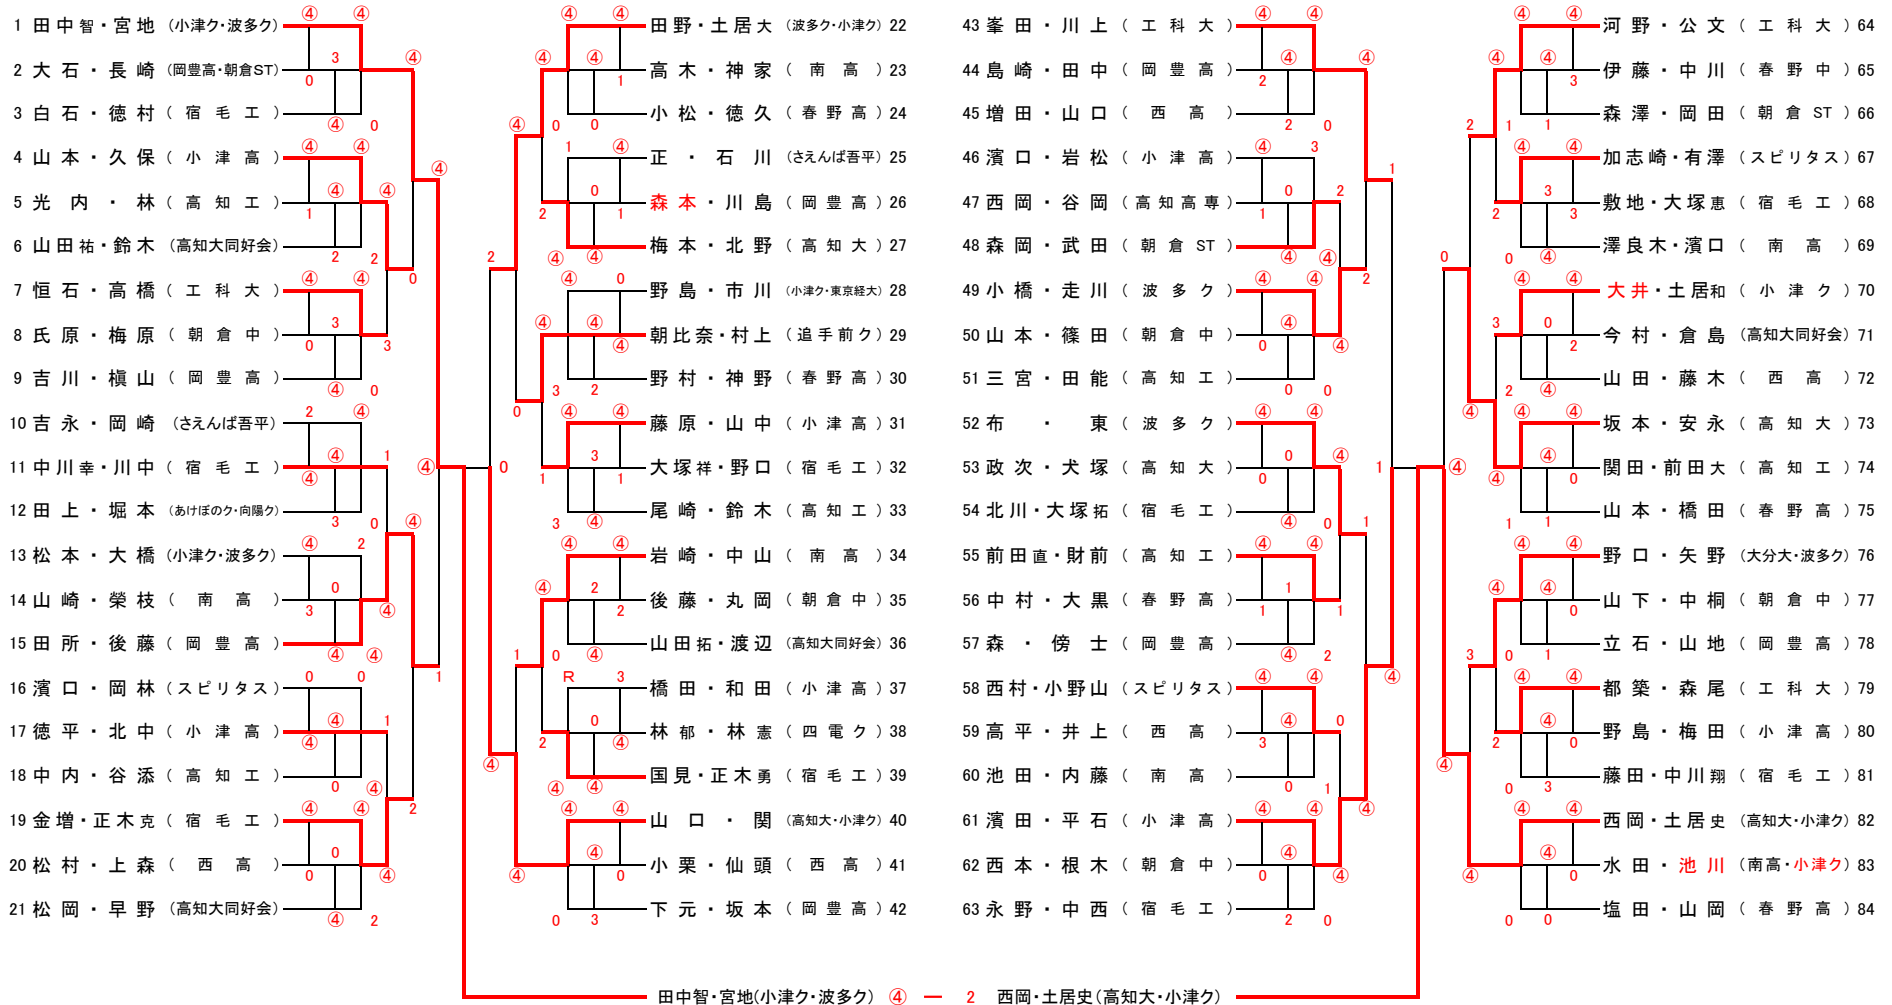 1 田中智・宮地 (小津ク・波多ク)
2 大石・長崎 (岡豊高・朝倉ST)
3 白石・徳村 (宿毛工)
4 山本・久保 (小津高)
5 光内・林 (高知工)
6 山田祐・鈴木 (高知大同好会)
7 恒石・高橋 (工科大)
8 氏原・梅原 (朝倉中)
9 吉川・槇山 (岡豊高)
10 吉永・岡崎 (さえんば吾平)
11 中川幸・川中 (宿毛工)
12 田上・堀本 (あけぼのク・向陽ク)
13 松本・大橋 (小津ク・波多ク)
14 山崎・榮枝 (南高)
15 田所・後藤 (岡豊高)
16 濱口・岡林 (スピリタス)
17 徳平・北中 (小津高)
18 中内・谷添 (高知工)
19 金増・正木克 (宿毛工)
20 松村・上森 (西高)
21 松岡・早野 (高知大同好会)
田野・土居大 (波多ク・小津ク) 22
高木・神家 (南高) 23
小松・徳久 (春野高) 24
正・石川 (さえんば吾平) 25
森本・川島 (岡豊高) 26
梅本・北野 (高知大) 27
野島・市川 (小津ク・東京経大) 28
朝比奈・村上 (追手前ク) 29
野村・神野 (春野高) 30
藤原・山中 (小津高) 31
大塚祥・野口 (宿毛工) 32
尾崎・鈴木 (高知工) 33
岩崎・中山 (南高) 34
後藤・丸岡 (朝倉中) 35
山田拓・渡辺 (高知大同好会) 36
橋田・和田 (小津高) 37
林郁・林憲 (四電ク) 38
国見・正木勇 (宿毛工) 39
山口・関 (高知大・小津ク) 40
小栗・仙頭 (西高) 41
下元・坂本 (岡豊高) 42
43 峯田・川上 (工科大)
44 島崎・田中 (岡豊高)
45 増田・山口 (西高)
46 濱口・岩松 (小津高)
47 西岡・谷岡 (高知高専)
48 森岡・武田 (朝倉ST)
49 小橋・走川 (波多ク)
50 山本・篠田 (朝倉中)
51 三宮・田能 (高知工)
52 布・東 (波多ク)
53 政次・犬塚 (高知大)
54 北川・大塚拓 (宿毛工)
55 前田直・財前 (高知工)
56 中村・大黒 (春野高)
57 森・傍士 (岡豊高)
58 西村・小野山 (スピリタス)
59 高平・井上 (西高)
60 池田・内藤 (南高)
61 濱田・平石 (小津高)
62 西本・根木 (朝倉中)
63 永野・中西 (宿毛工)
河野・公文 (工科大) 64
伊藤・中川 (春野中) 65
森澤・岡田 (朝倉ST) 66
加志崎・有澤 (スピリタス) 67
敷地・大塚恵 (宿毛工) 68
澤良木・濱口 (南高) 69
大井・土居和 (小津ク) 70
今村・倉島 (高知大同好会) 71
山田・藤木 (西高) 72
坂本・安永 (高知大) 73
関田・前田大 (高知工) 74
山本・橋田 (春野高) 75
野口・矢野 (大分大・波多ク) 76
山下・中桐 (朝倉中) 77
立石・山地 (岡豊高) 78
都築・森尾 (工科大) 79
野島・梅田 (小津高) 80
藤田・中川翔 (宿毛工) 81
西岡・土居史 (高知大・小津ク) 82
水田・池川 (南高・小津ク) 83
塩田・山岡 (春野高) 84
田中智・宮地(小津ク・波多ク) ④ ー 2 西岡・土居史(高知大・小津ク)